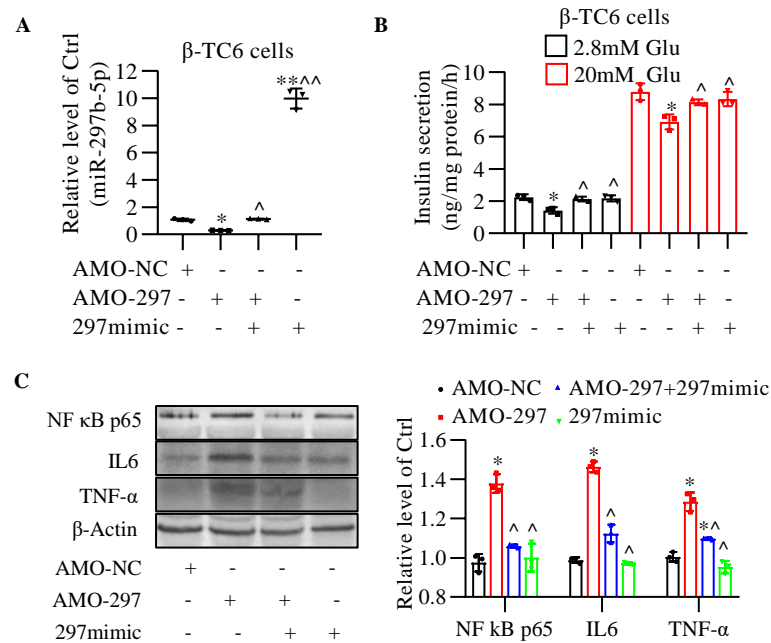 A
β-TC6 cells
**^^
^
*
Relative level of Ctrl
(miR-297b-5p)
12
10
8
6
4
2
0
AMO-NC + - - -
AMO-297 - + + -
297mimic - - + +
B
β-TC6 cells
2.8mM Glu
20mM Glu
Insulin secretion
(ng/mg protein/h)
10
8
6
4
2
0
* ^ ^ * ^ ^
AMO-NC + - - - + - - -
AMO-297 - + + - - + + -
297mimic - - + + - - + +
C
NF κB p65
IL6
TNF-α
β-Actin
AMO-NC + - - -
AMO-297 - + + -
297mimic - - + +
AMO-NC AMO-297+297mimic
AMO-297 297mimic
Relative level of Ctrl
1.6
1.4
1.2
1.0
0.8
* ^ ^ * ^ ^ * *^ ^
NF kB p65 IL6 TNF-α